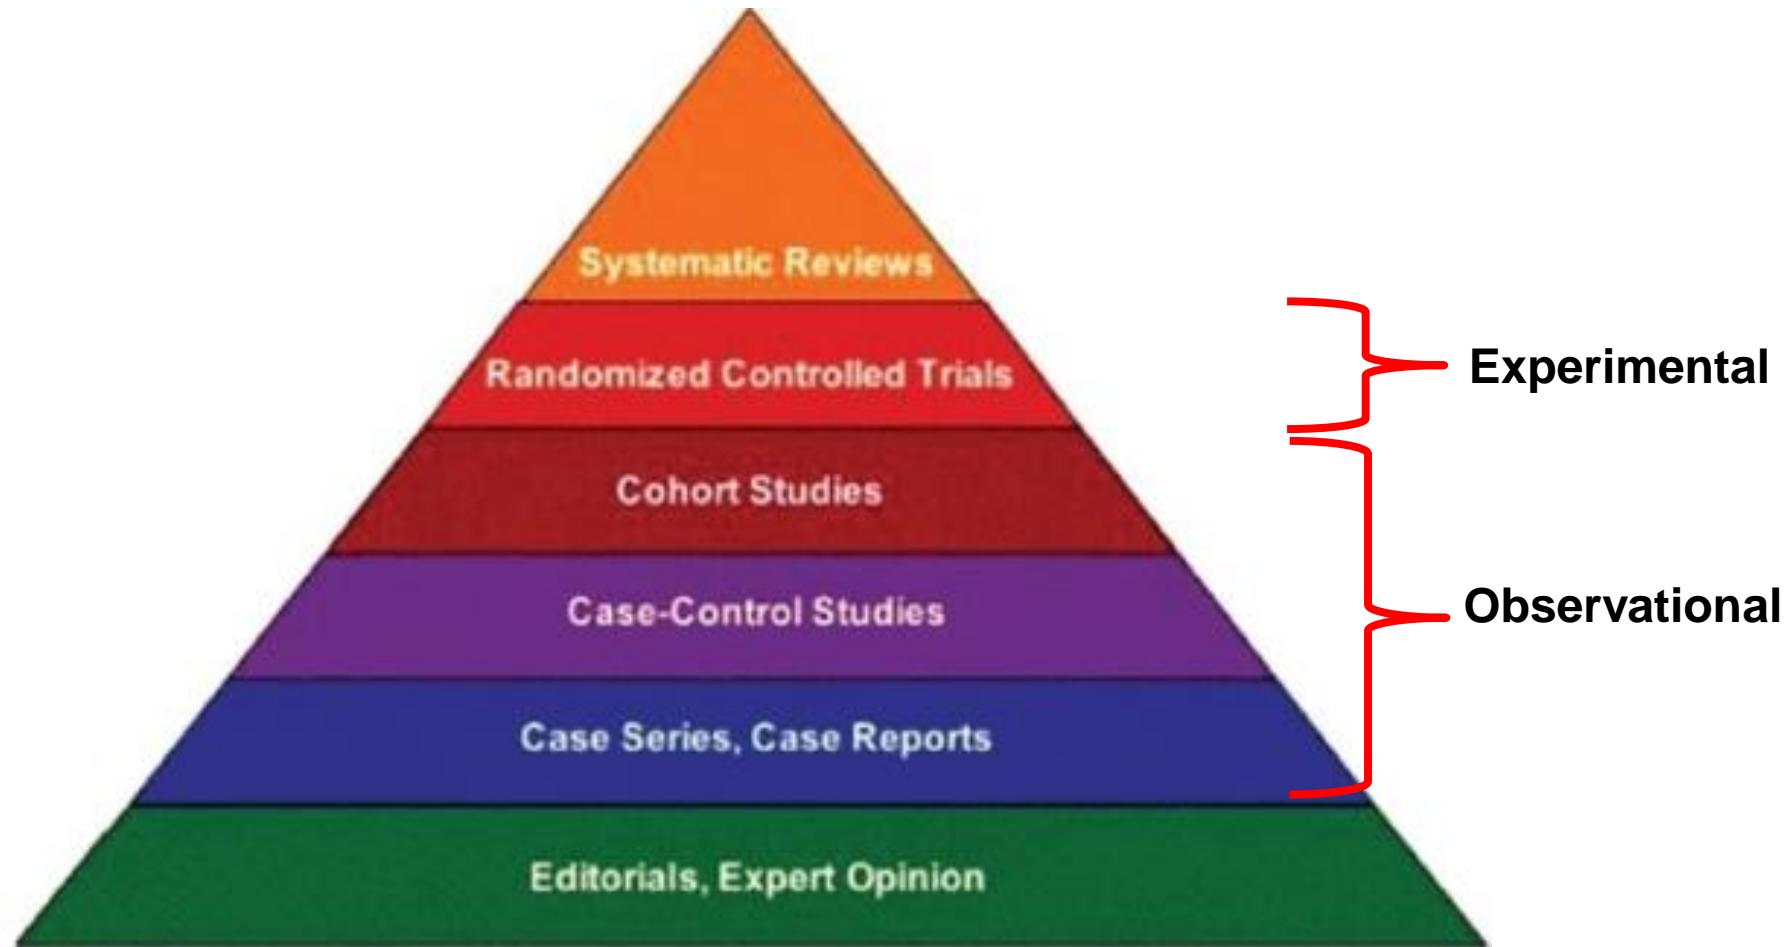 Systematic Reviews
Randomized Controlled Trials
Experimental
Cohort Studies
Case-Control Studies
Observational
Case Series, Case Reports
Editorials, Expert Opinion